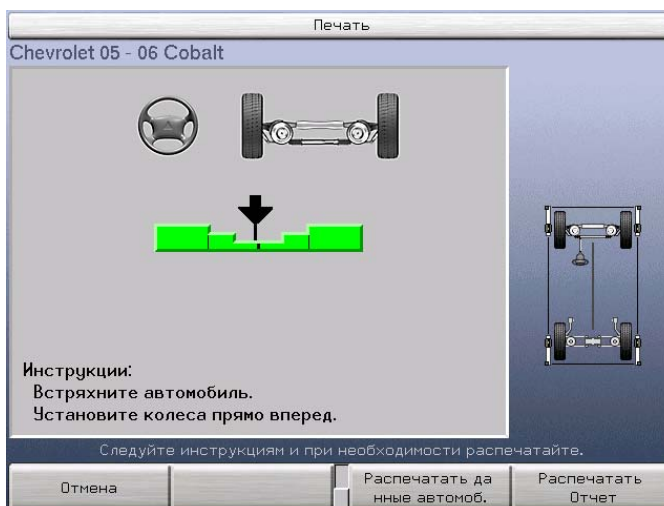 Печать
Chevrolet 05 - 06 Cobalt
Инструкции:
Встряхните автомобиль.
Установите колеса прямо вперед.
Следуйте инструкциям и при необходимости распечатайте.
Отмена
Распечатать да
нные автомоб.
Распечатать
Отчет